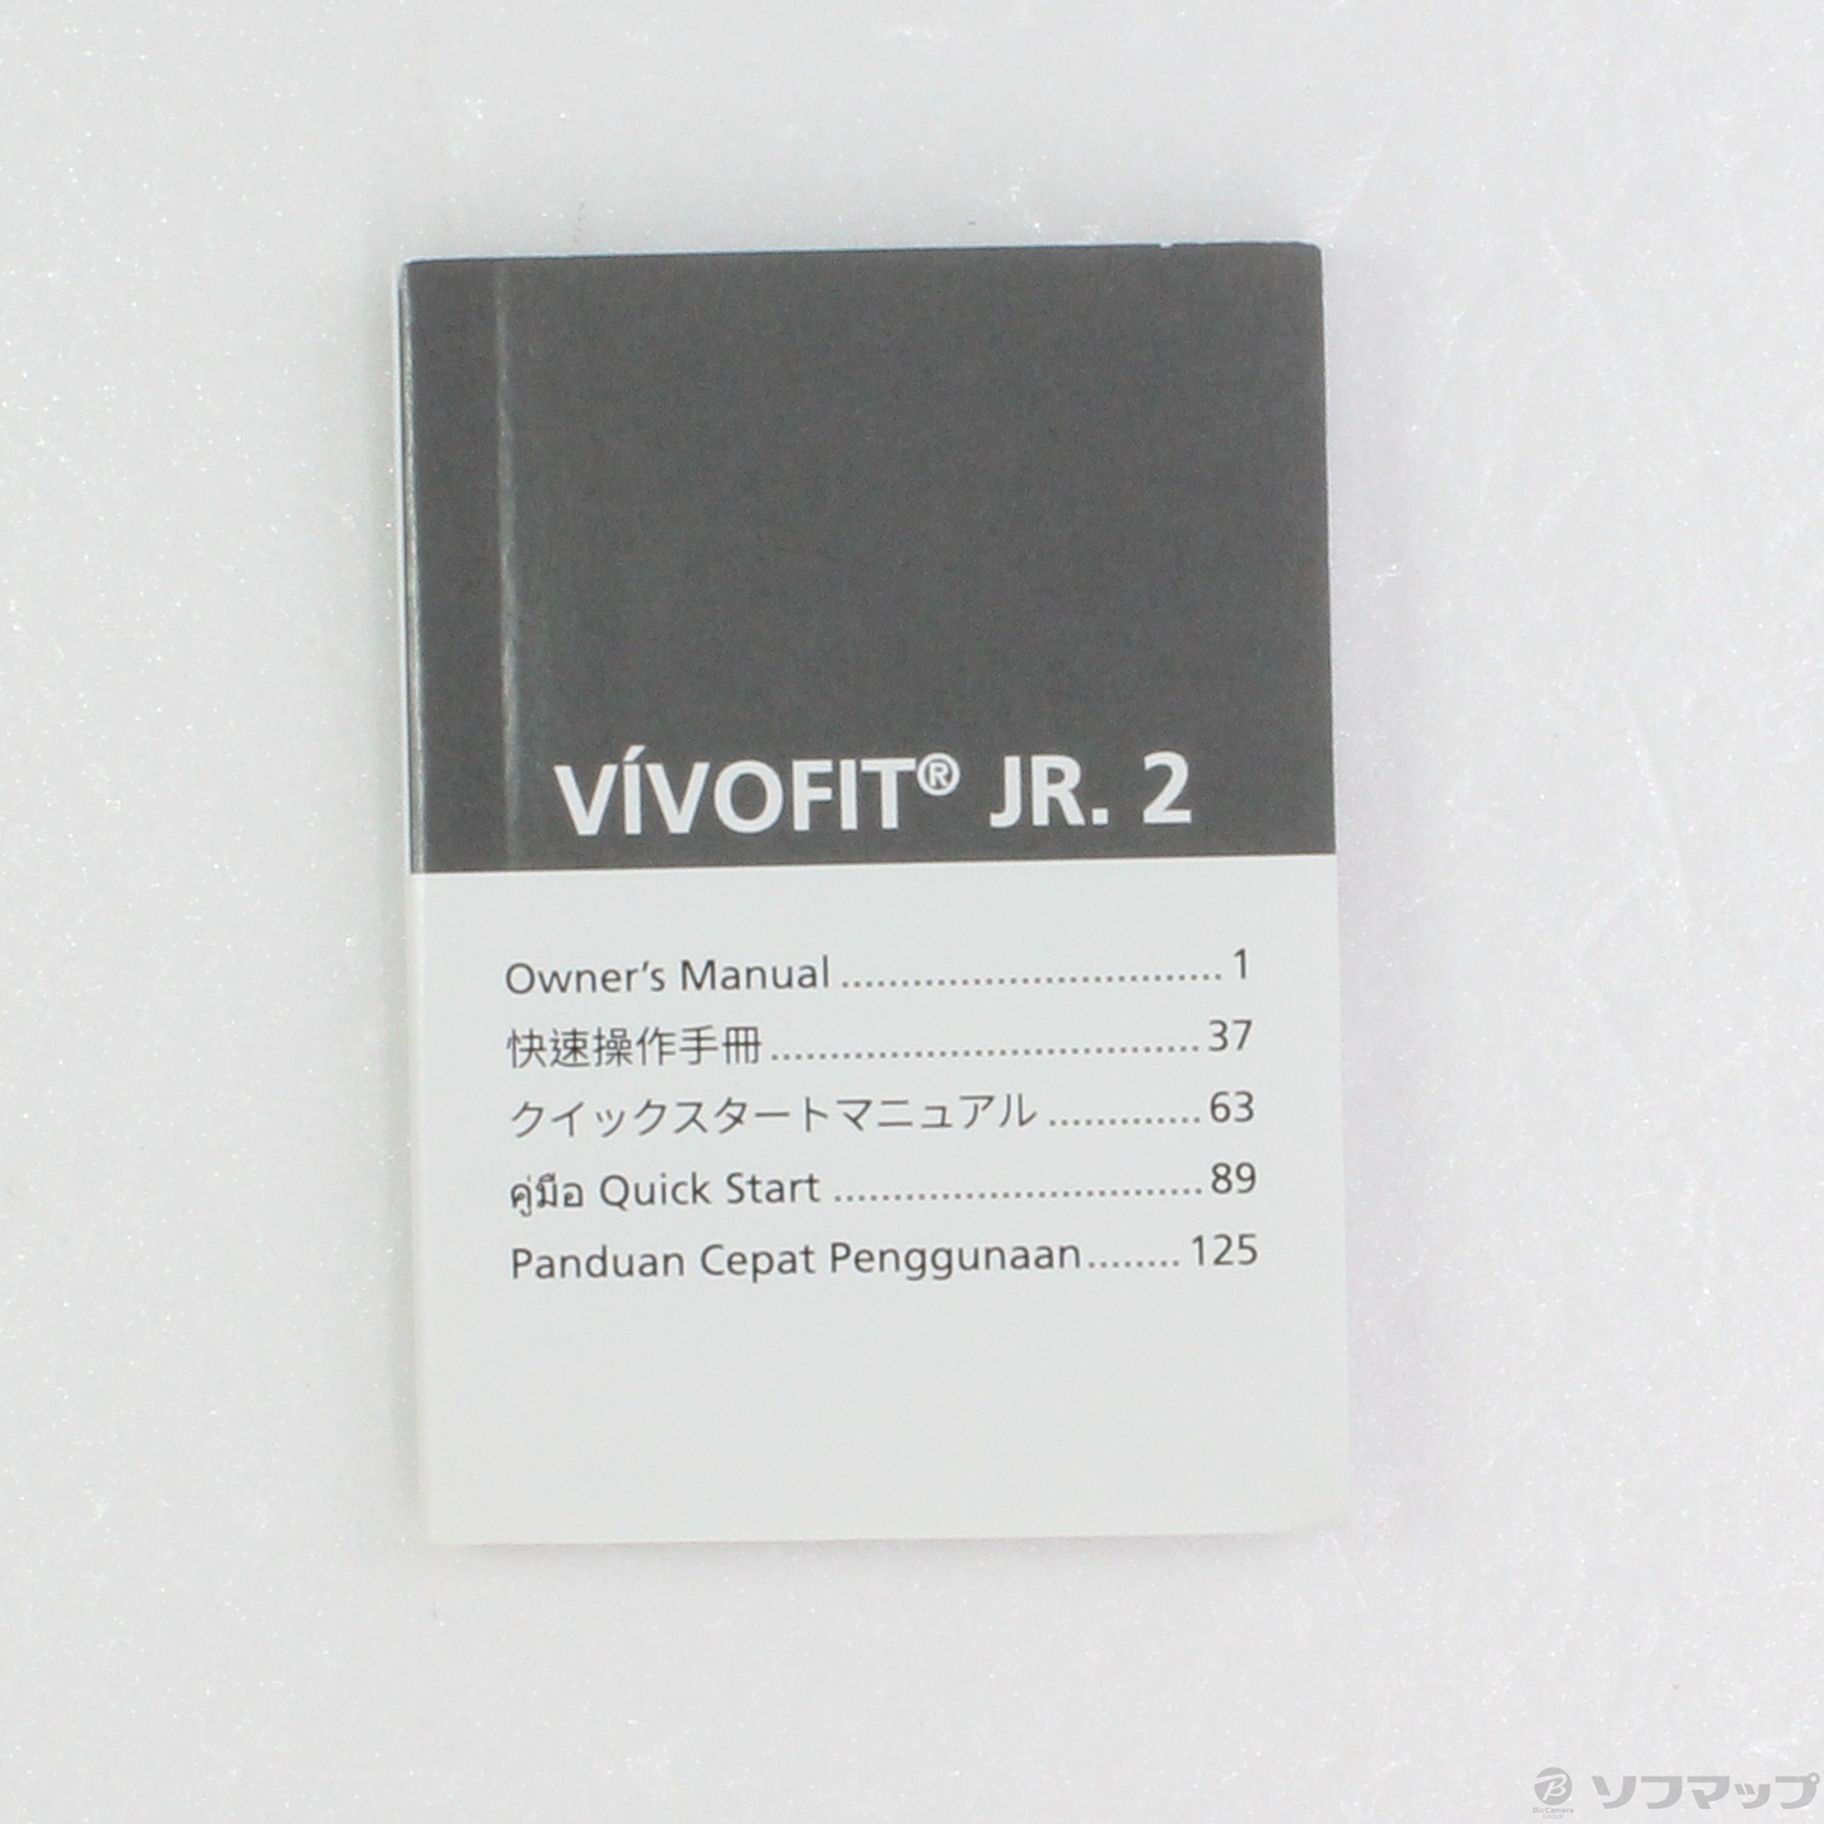 VÍVOFIT® JR. 2
Owner's Manual ................................ 1
快速操作手冊 .................................... 37
クイックスタートマニュアル ............. 63
คู่มือ Quick Start ............................... 89
Panduan Cepat Penggunaan ........ 125
BicCamera GROUP
ソフマップ